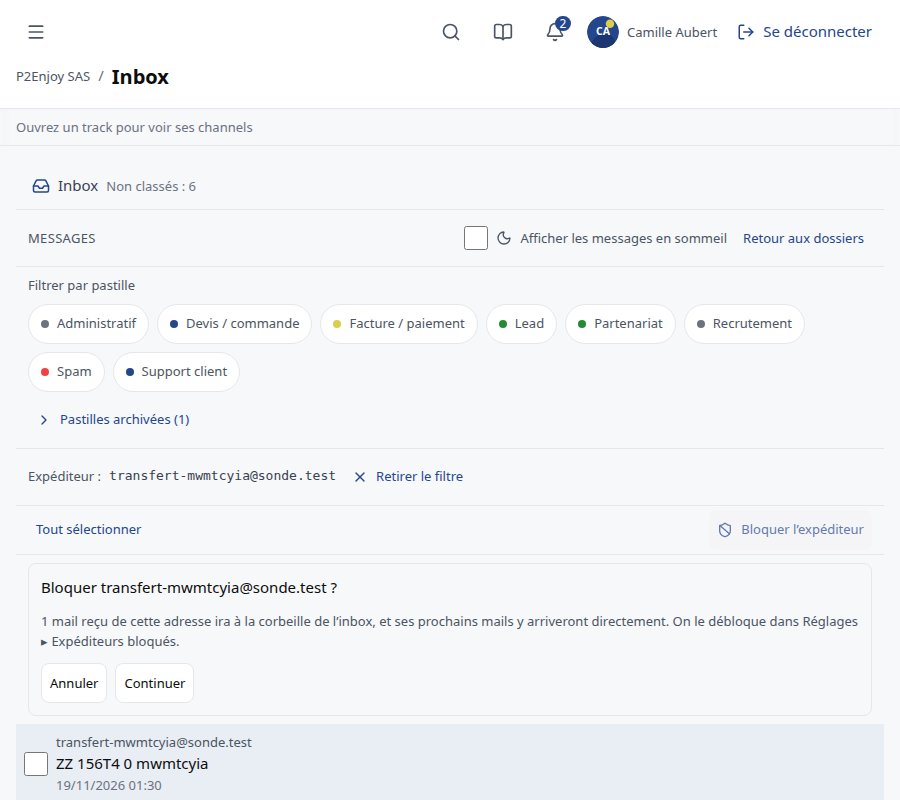 2
CA
Camille Aubert
Se déconnecter
P2Enjoy SAS / Inbox
Ouvrez un track pour voir ses channels
Inbox Non classés : 6
MESSAGES
Afficher les messages en sommeil
Retour aux dossiers
Filtrer par pastille
Administratif
Devis / commande
Facture / paiement
Lead
Partenariat
Recrutement
Spam
Support client
Pastilles archivées (1)
Expéditeur : transfert-mwmtcyia@sonde.test
Retirer le filtre
Tout sélectionner
Bloquer l’expéditeur
Bloquer transfert-mwmtcyia@sonde.test ?
1 mail reçu de cette adresse ira à la corbeille de l’inbox, et ses prochains mails y arriveront directement. On le débloque dans Réglages
▸ Expéditeurs bloqués.
Annuler
Continuer
transfert-mwmtcyia@sonde.test
ZZ 156T4 0 mwmtcyia
19/11/2026 01:30